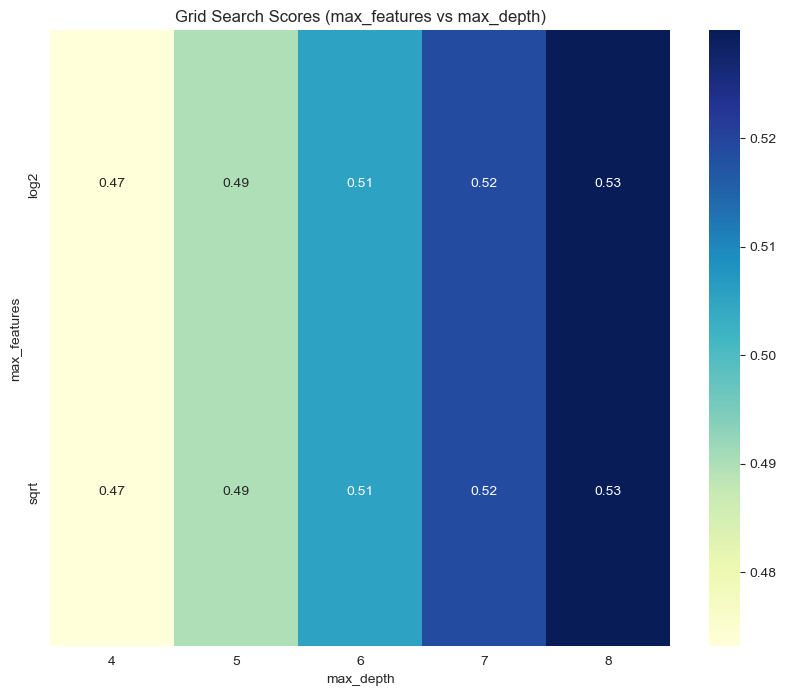 Grid Search Scores (max_features vs max_depth)
max_features
log2
0.47 0.49 0.51 0.52 0.53
sqrt
0.47 0.49 0.51 0.52 0.53
4 5 6 7 8
max_depth
0.52
0.51
0.50
0.49
0.48